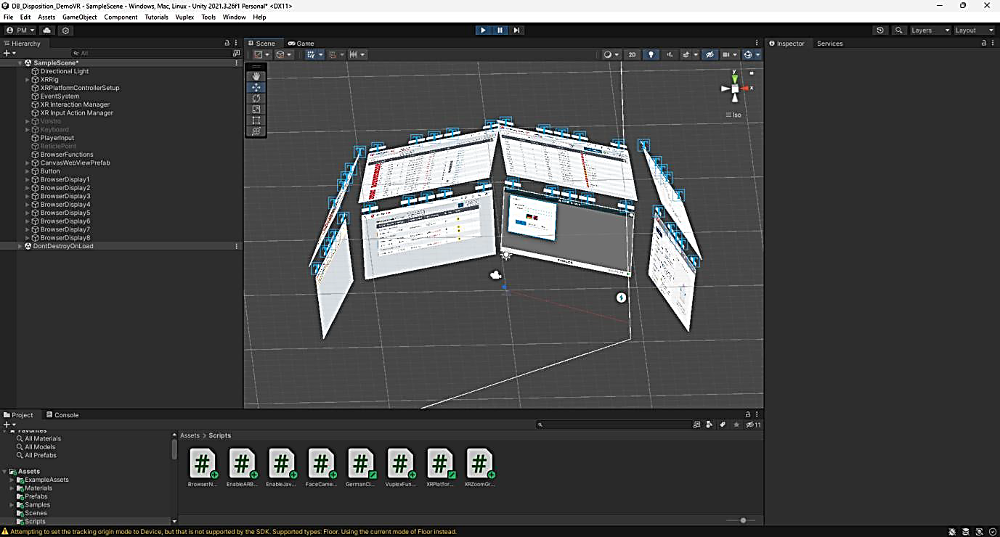 DB_Disposition_DemoVR - SampleScene - Windows, Mac, Linux - Unity 2021.3.26f1 Personal* <DX11>
File Edit Assets GameObject Component Tutorials Vuplex Tools Window Help
PM Layers Layout
Hierarchy
All
SampleScene*
Directional Light
XRRig
XRPlatformControllerSetup
EventSystem
XR Interaction Manager
XR Input Action Manager
Volstro
Keyboard
PlayerInput
ReticlePoint
BrowserFunctions
CanvasWebViewPrefab
Button
BrowserDisplay1
BrowserDisplay2
BrowserDisplay3
BrowserDisplay4
BrowserDisplay5
BrowserDisplay6
BrowserDisplay7
BrowserDisplay8
DontDestroyOnLoad
Scene Game
2D
y
x
Iso
Inspector Services
Project Console
11
Favorites
All Materials
All Models
All Prefabs
Assets
ExampleAssets
Materials
Prefabs
Samples
Scenes
Scripts
Assets > Scripts
BrowserN... EnableARB... EnableJav... FaceCame... GermanCl... VuplexFun... XRPlatfor... XRZoomGr...
Attempting to set the tracking origin mode to Device, but that is not supported by the SDK. Supported types: Floor. Using the current mode of Floor instead.